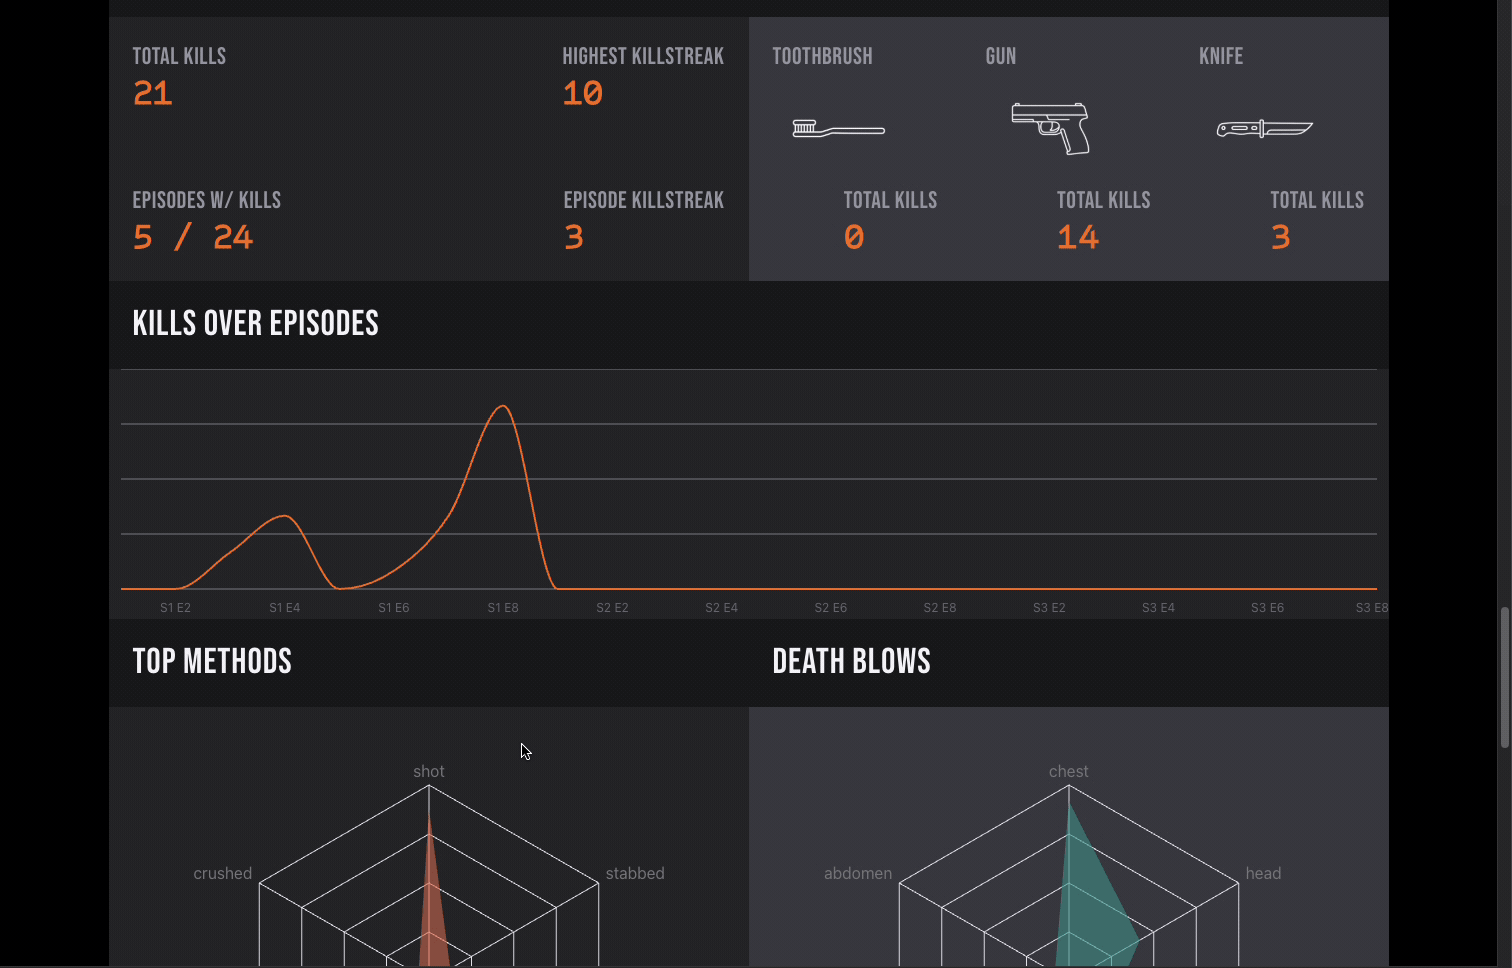 TOTAL KILLS
21
HIGHEST KILLSTREAK
10
EPISODES W/ KILLS
5 / 24
EPISODE KILLSTREAK
3
TOOTHBRUSH
GUN
KNIFE
TOTAL KILLS
0
TOTAL KILLS
14
TOTAL KILLS
3
KILLS OVER EPISODES
S1 E2
S1 E4
S1 E6
S1 E8
S2 E2
S2 E4
S2 E6
S2 E8
S3 E2
S3 E4
S3 E6
S3 E8
TOP METHODS
shot
crushed
stabbed
DEATH BLOWS
chest
abdomen
head